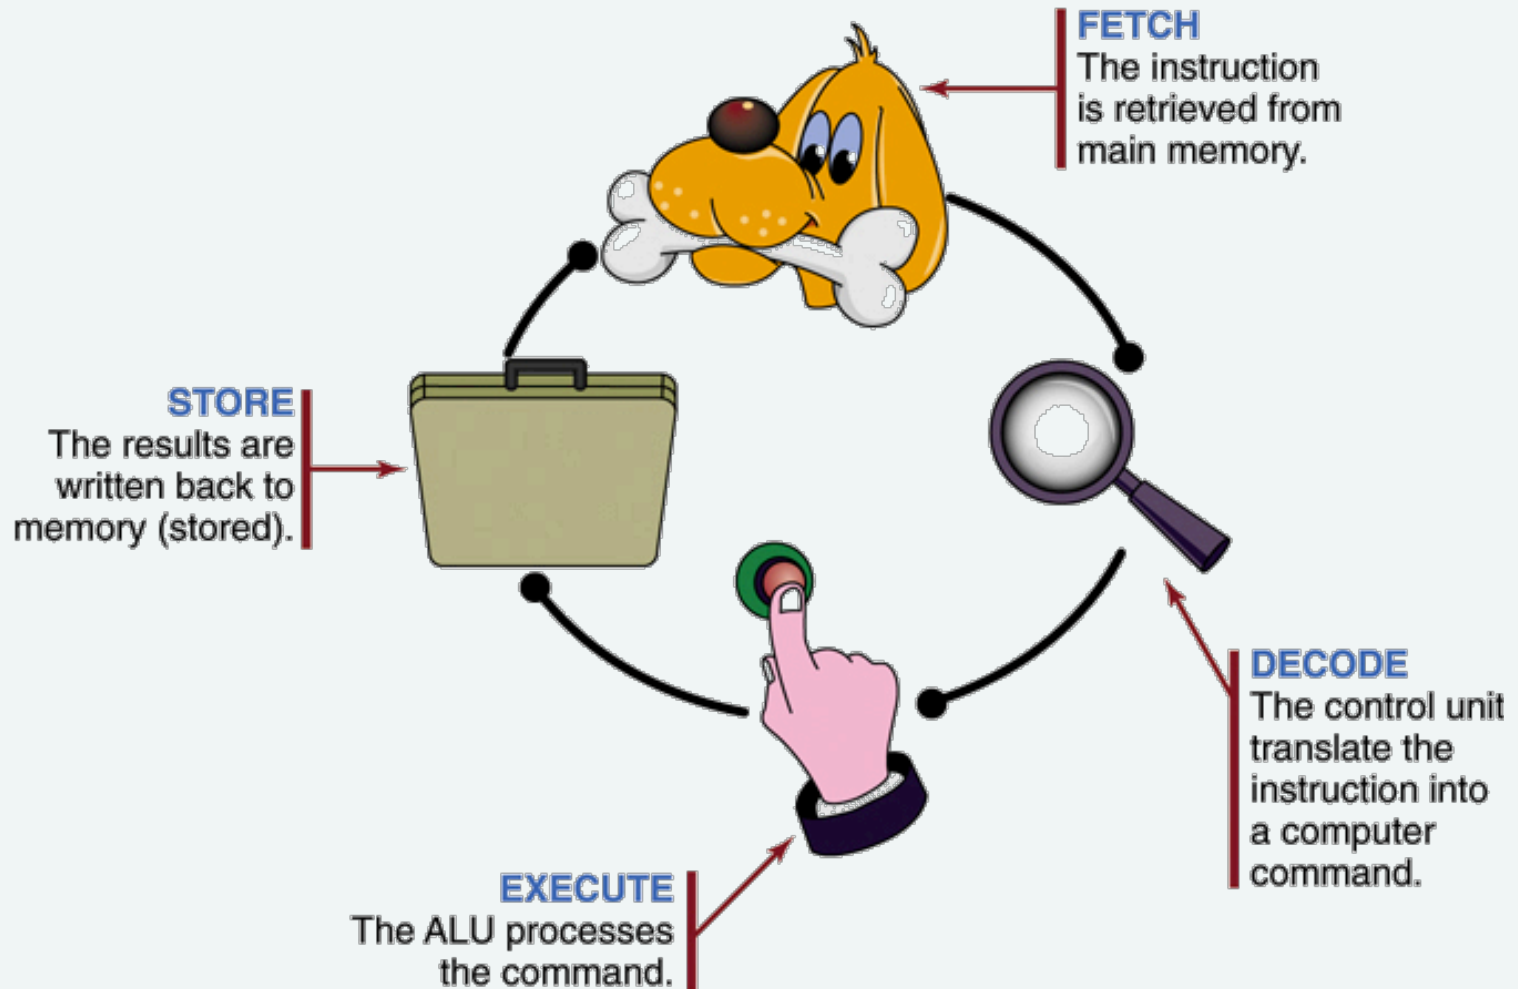 FETCH
The instruction
is retrieved from
main memory.
STORE
The results are
written back to
memory (stored).
DECODE
The control unit
translate the
instruction into
a computer
command.
EXECUTE
The ALU processes
the command.